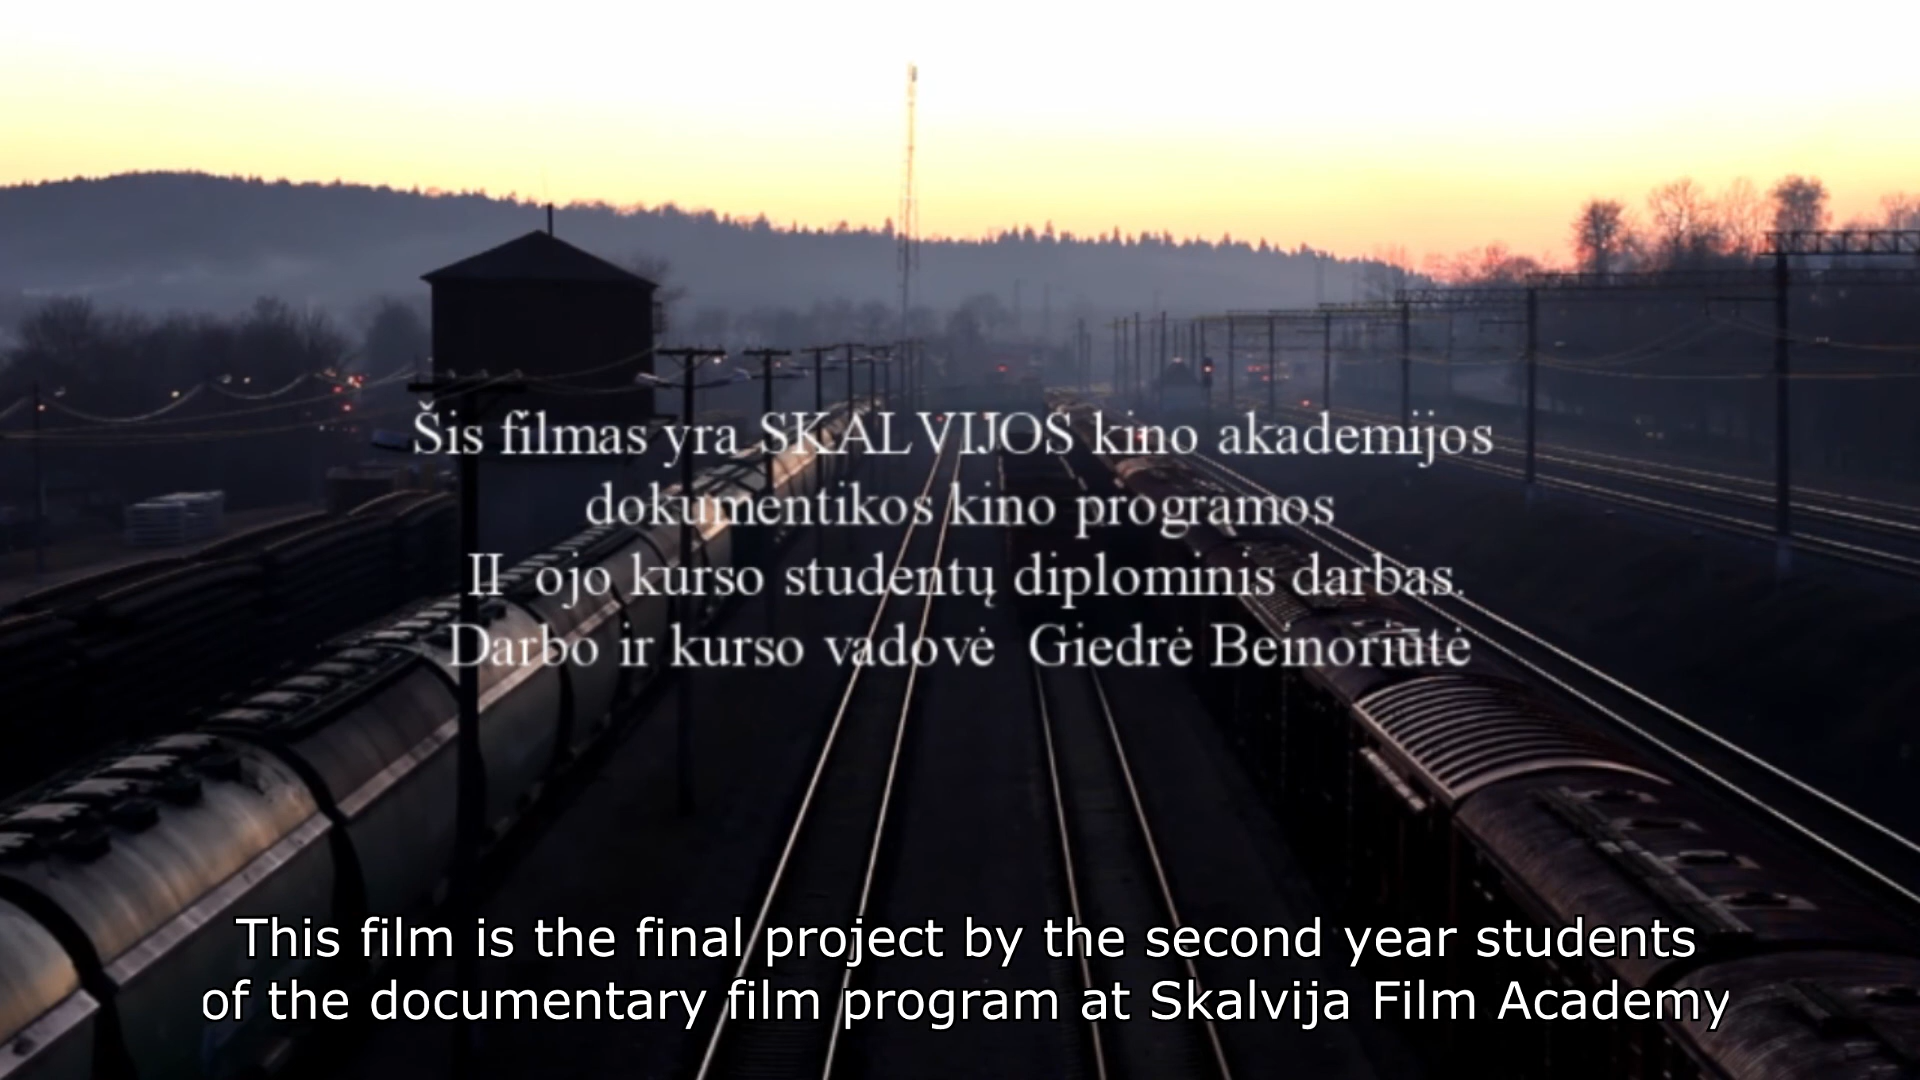 Šis filmas yra SKALVIJOS kino akademijos
dokumentikos kino programos
II ojo kurso studentų diplominis darbas.
Darbo ir kurso vadovė Giedrė Beinoriūtė
This film is the final project by the second year students
of the documentary film program at Skalvija Film Academy